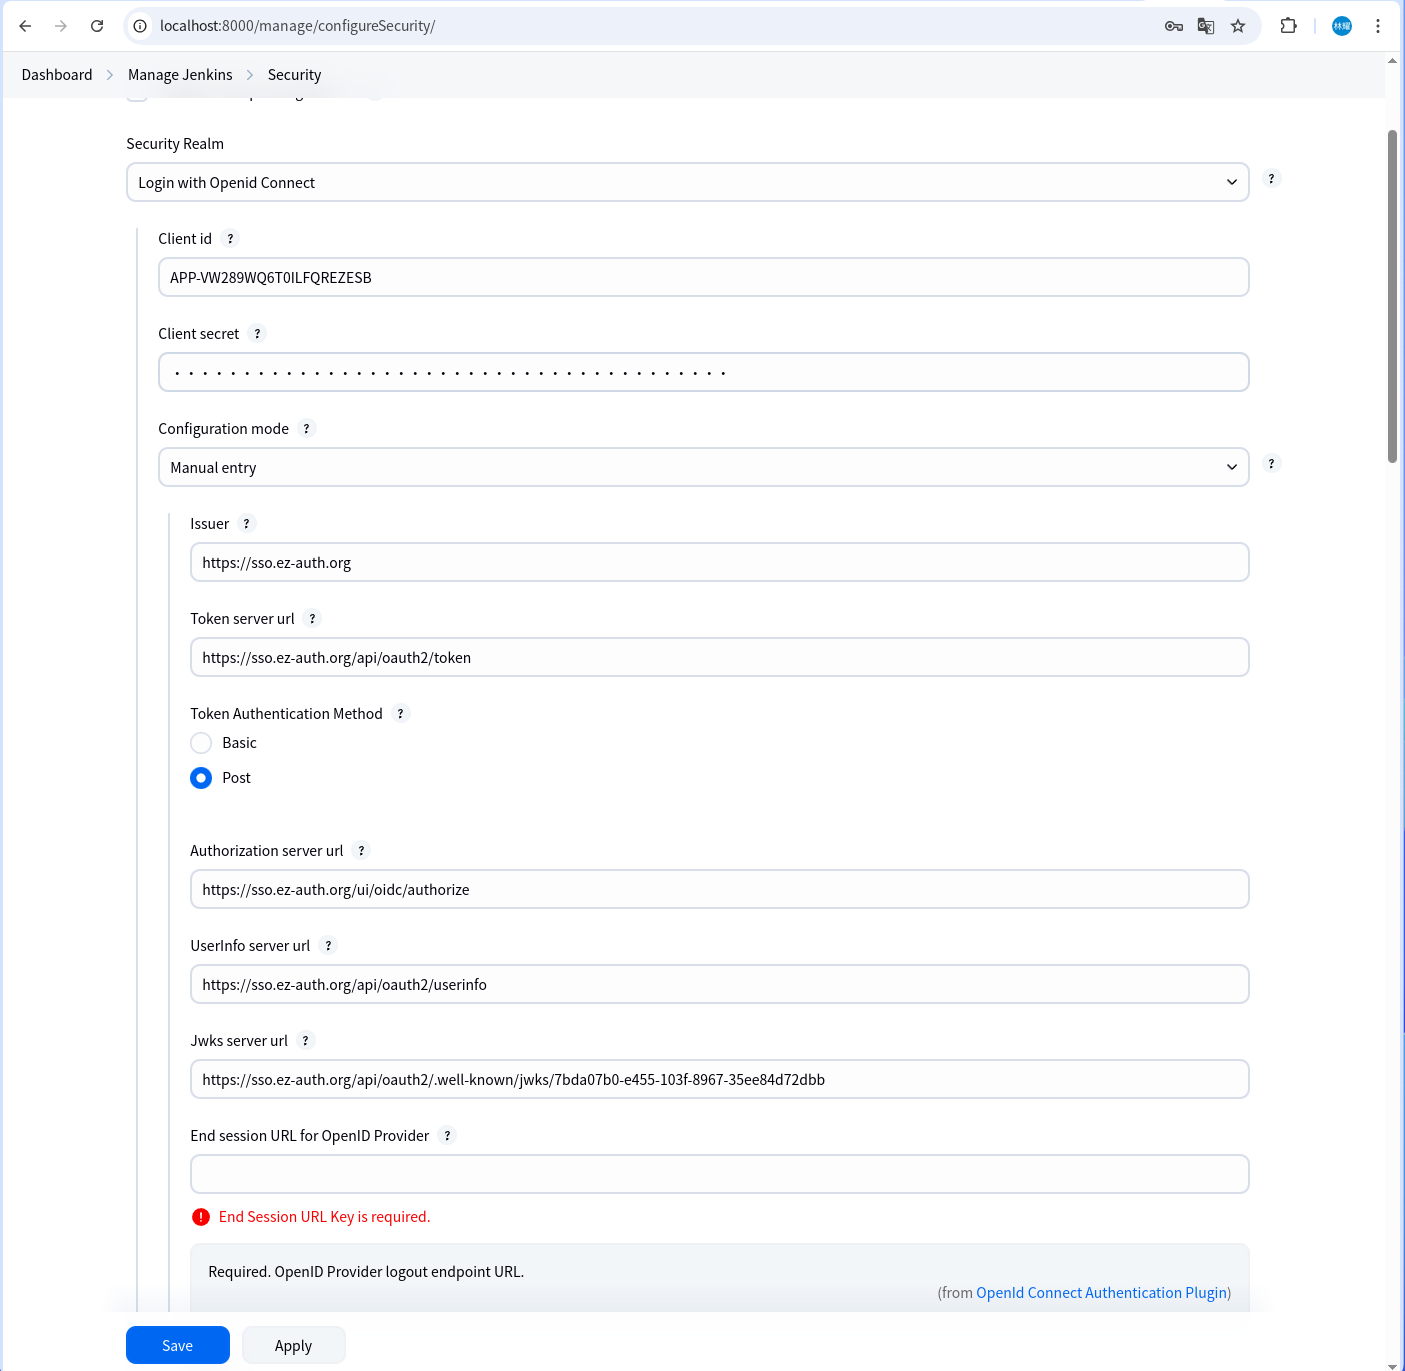 localhost:8000/manage/configureSecurity/
林耀
Dashboard > Manage Jenkins > Security
Security Realm
Login with Openid Connect
?
Client id ?
APP-VW289WQ6T0ILFQREZESB
Client secret ?
Configuration mode ?
Manual entry
?
Issuer ?
https://sso.ez-auth.org
Token server url ?
https://sso.ez-auth.org/api/oauth2/token
Token Authentication Method ?
Basic
Post
Authorization server url ?
https://sso.ez-auth.org/ui/oidc/authorize
UserInfo server url ?
https://sso.ez-auth.org/api/oauth2/userinfo
Jwks server url ?
https://sso.ez-auth.org/api/oauth2/.well-known/jwks/7bda07b0-e455-103f-8967-35ee84d72dbb
End session URL for OpenID Provider ?
End Session URL Key is required.
Required. OpenID Provider logout endpoint URL.
(from OpenId Connect Authentication Plugin)
Save
Apply